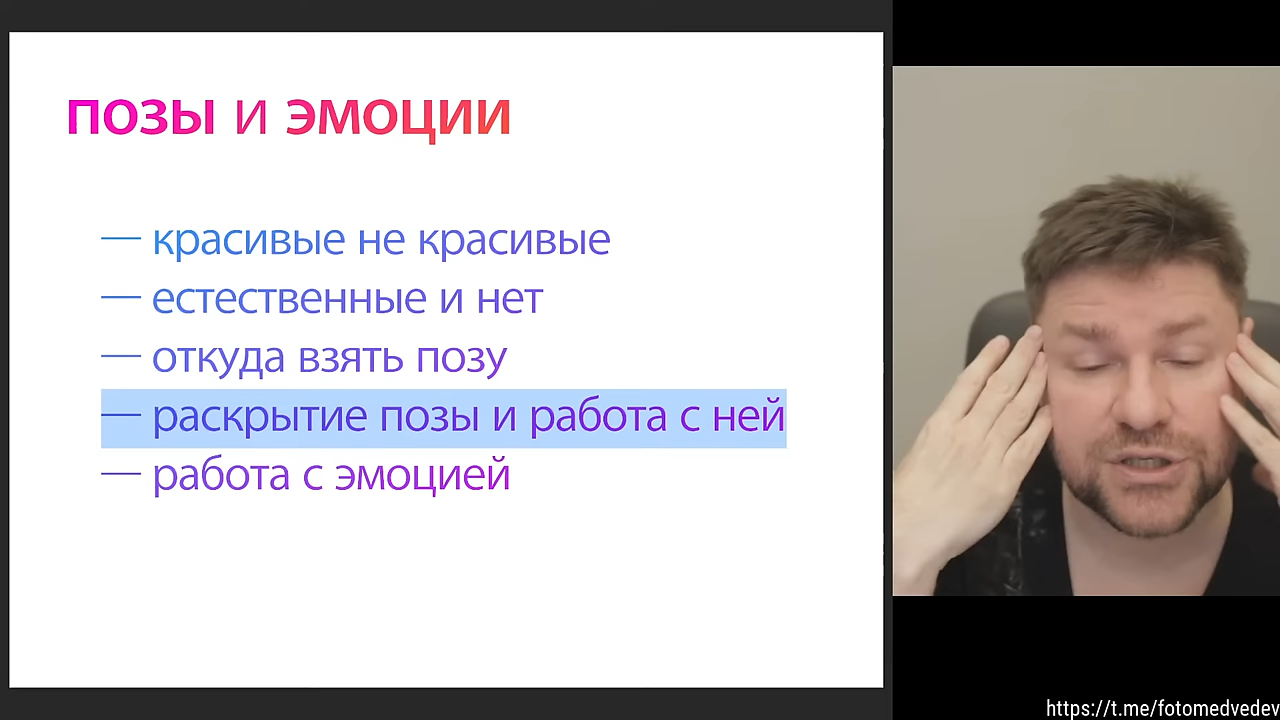 ПОЗЫ И ЭМОЦИИ
— красивые не красивые
— естественные и нет
— откуда взять позу
— раскрытие позы и работа с ней
— работа с эмоцией
https://t.me/fotomedvedev